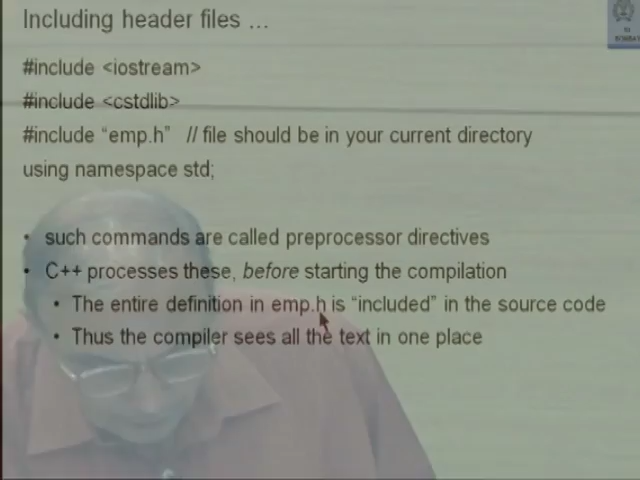 Including header files ...
#include <iostream>
#include <cstdlib>
#include “emp.h” // file should be in your current directory
using namespace std;
• such commands are called preprocessor directives
• C++ processes these, before starting the compilation
• The entire definition in emp.h is “included” in the source code
• Thus the compiler sees all the text in one place